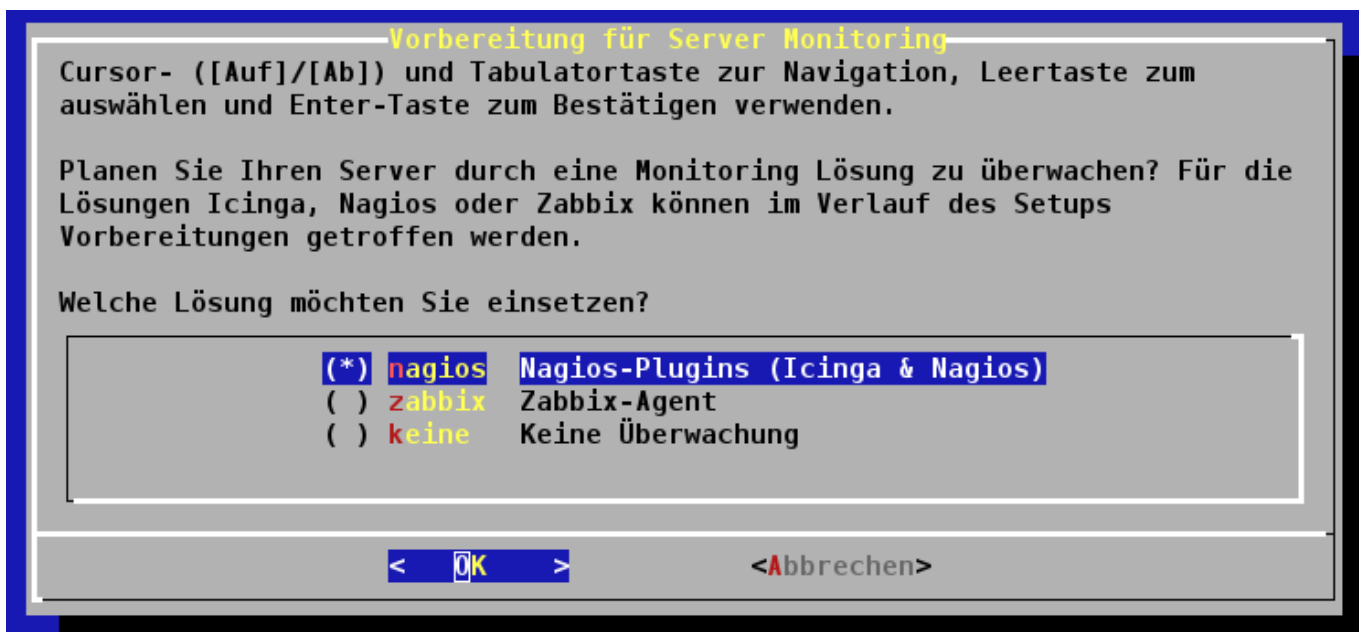 Vorbereitung für Server Monitoring
Cursor- ([Auf]/[Ab]) und Tabulatortaste zur Navigation, Leertaste zum
auswählen und Enter-Taste zum Bestätigen verwenden.
Planen Sie Ihren Server durch eine Monitoring Lösung zu überwachen? Für die
Lösungen Icinga, Nagios oder Zabbix können im Verlauf des Setups
Vorbereitungen getroffen werden.
Welche Lösung möchten Sie einsetzen?
(*) nagios Nagios-Plugins (Icinga & Nagios)
( ) zabbix Zabbix-Agent
( ) keine Keine Überwachung
< OK > <Abbrechen>